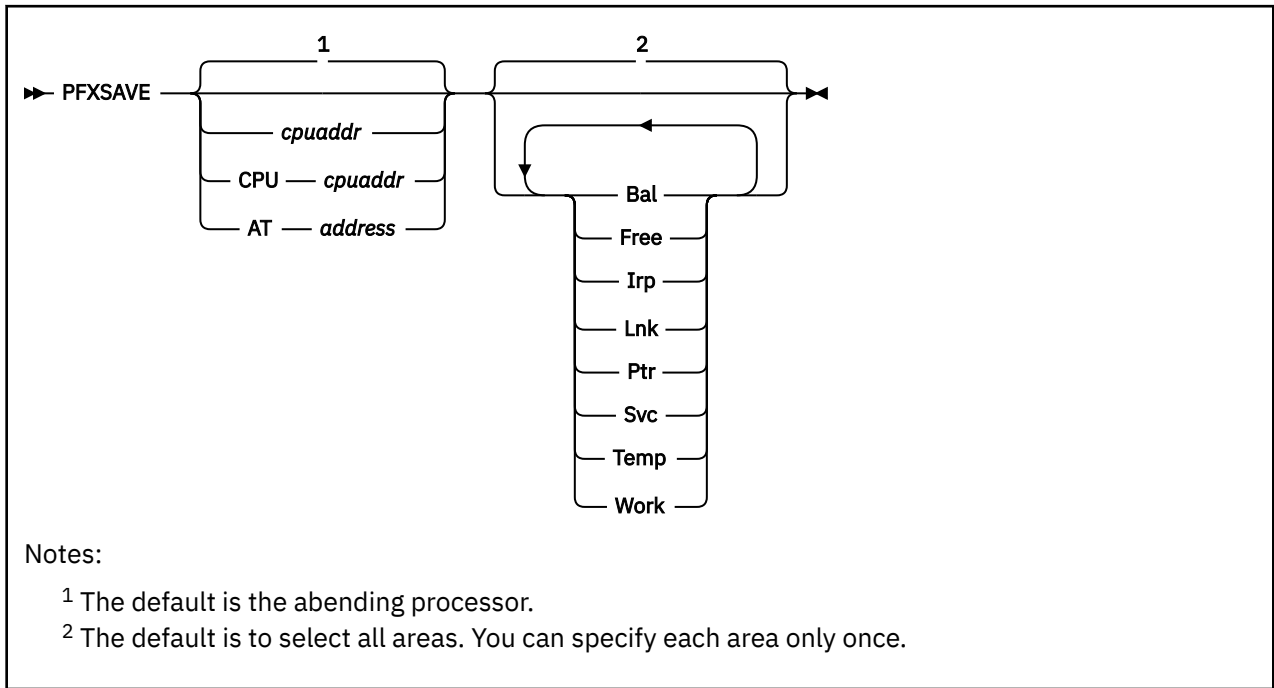 1 2
PFXSAVE
cpuaddr
CPU cpuaddr
AT address
Bal
Free
Irp
Lnk
Ptr
Svc
Temp
Work
Notes:
1 The default is the abending processor.
2 The default is to select all areas. You can specify each area only once.